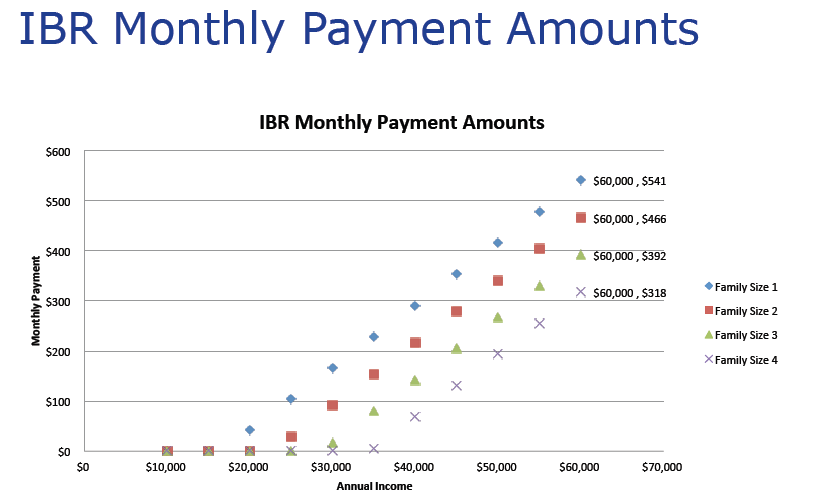 IBR Monthly Payment Amounts
IBR Monthly Payment Amounts
$600
$500
$400
$300
$200
$100
$0
Monthly Payment
$60,000 , $541
$60,000 , $466
$60,000 , $392
$60,000 , $318
Family Size 1
Family Size 2
Family Size 3
Family Size 4
$0 $10,000 $20,000 $30,000 $40,000 $50,000 $60,000 $70,000
Annual Income